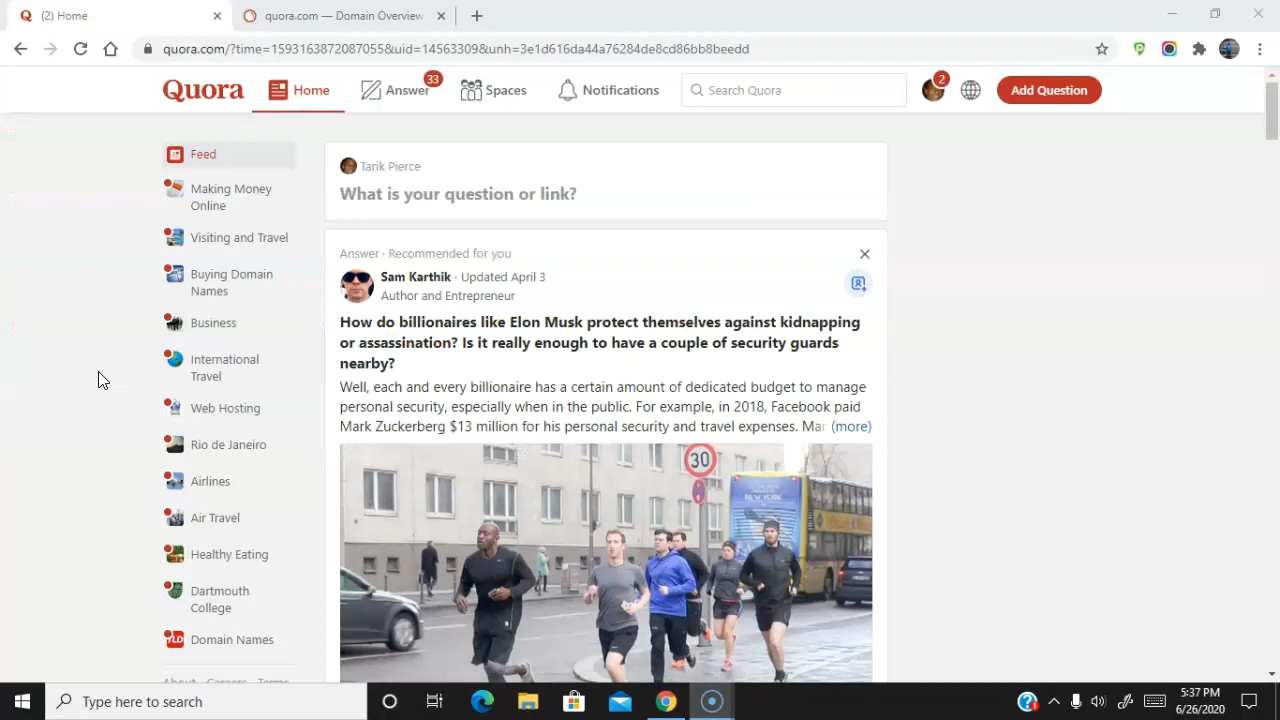 (2) Home
quora.com — Domain Overview
quora.com/?time=1593163872087055&uid=14563309&unh=3e1d616da44a76284de8cd86bb8beedd
Quora
Home
Answer
33
Spaces
Notifications
Search Quora
2
Add Question
Feed
Making Money
Online
Visiting and Travel
Buying Domain
Names
Business
International
Travel
Web Hosting
Rio de Janeiro
Airlines
Air Travel
Healthy Eating
Dartmouth
College
TLD
Domain Names
About Careers Terms
Tarik Pierce
What is your question or link?
Answer · Recommended for you
Sam Karthik · Updated April 3
Author and Entrepreneur
How do billionaires like Elon Musk protect themselves against kidnapping
or assassination? Is it really enough to have a couple of security guards
nearby?
Well, each and every billionaire has a certain amount of dedicated budget to manage
personal security, especially when in the public. For example, in 2018, Facebook paid
Mark Zuckerberg $13 million for his personal security and travel expenses. Mar (more)
30
NEW YORK
Type here to search
5:37 PM
6/26/2020